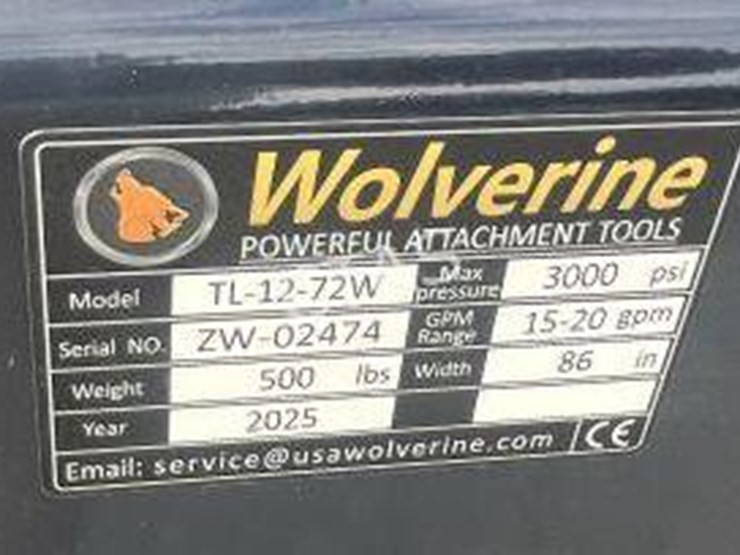 Wolverine
POWERFUL ATTACHMENT TOOLS
Model TL-12-72W Max pressure 3000 psi
Serial NO. ZW-02474 GPM Range 15-20 gpm
Weight 500 lbs Width 86 in
Year 2025
Email: service@usawolverine.com CE